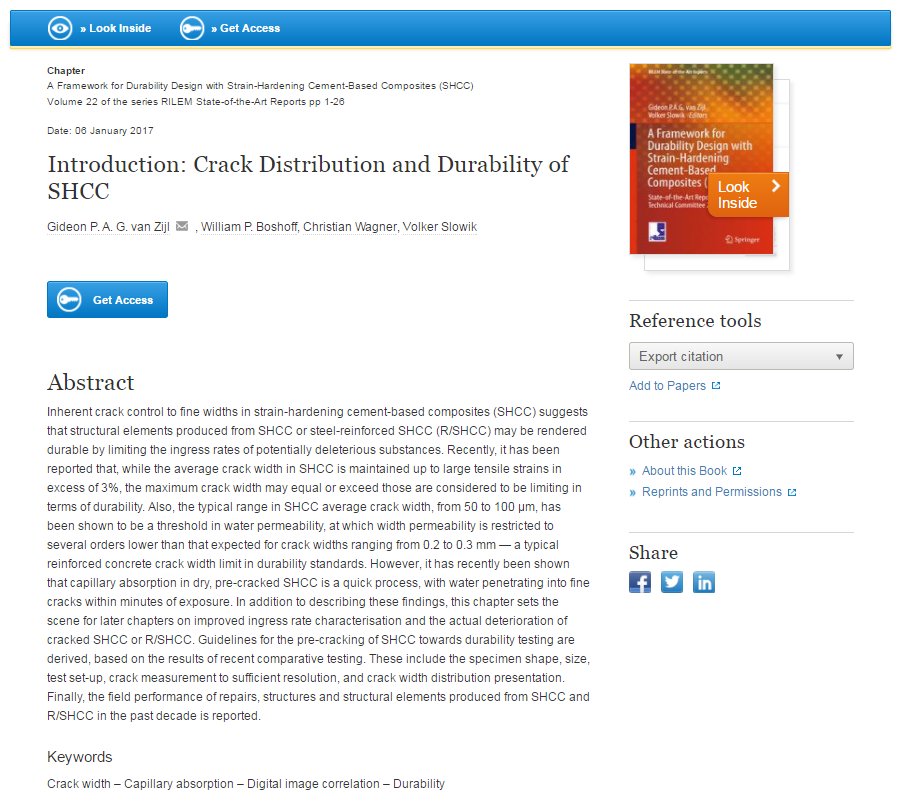 » Look Inside
» Get Access
Chapter
A Framework for Durability Design with Strain-Hardening Cement-Based Composites (SHCC)
Volume 22 of the series RILEM State-of-the-Art Reports pp 1-26
Date: 06 January 2017
Introduction: Crack Distribution and Durability of
SHCC
Gideon P. A. G. van Zijl , William P. Boshoff, Christian Wagner, Volker Slowik
Get Access
Abstract
Inherent crack control to fine widths in strain-hardening cement-based composites (SHCC) suggests
that structural elements produced from SHCC or steel-reinforced SHCC (R/SHCC) may be rendered
durable by limiting the ingress rates of potentially deleterious substances. Recently, it has been
reported that, while the average crack width in SHCC is maintained up to large tensile strains in
excess of 3%, the maximum crack width may equal or exceed those are considered to be limiting in
terms of durability. Also, the typical range in SHCC average crack width, from 50 to 100 μm, has
been shown to be a threshold in water permeability, at which width permeability is restricted to
several orders lower than that expected for crack widths ranging from 0.2 to 0.3 mm — a typical
reinforced concrete crack width limit in durability standards. However, it has recently been shown
that capillary absorption in dry, pre-cracked SHCC is a quick process, with water penetrating into fine
cracks within minutes of exposure. In addition to describing these findings, this chapter sets the
scene for later chapters on improved ingress rate characterisation and the actual deterioration of
cracked SHCC or R/SHCC. Guidelines for the pre-cracking of SHCC towards durability testing are
derived, based on the results of recent comparative testing. These include the specimen shape, size,
test set-up, crack measurement to sufficient resolution, and crack width distribution presentation.
Finally, the field performance of repairs, structures and structural elements produced from SHCC and
R/SHCC in the past decade is reported.
Keywords
Crack width – Capillary absorption – Digital image correlation – Durability
RILEM State-of-the-Art Reports
Gideon P.A.G. van Zijl
Volker Slowik Editors
A Framework for
Durability Design with
Strain-Hardening
Cement-Based
Composites (
State-of-the-Art Rep
Technical Committee 2
Springer
Look
Inside
Reference tools
Export citation
Add to Papers
Other actions
» About this Book
» Reprints and Permissions
Share